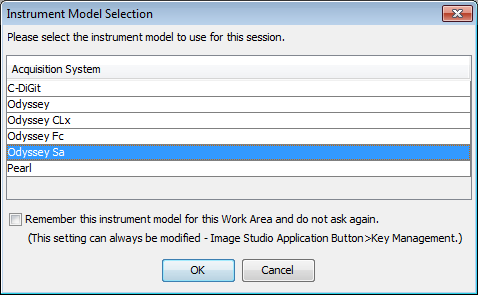 Instrument Model Selection
Please select the instrument model to use for this session.
Acquisition System
C-DiGit
Odyssey
Odyssey CLx
Odyssey Fc
Odyssey Sa
Pearl
Remember this instrument model for this Work Area and do not ask again.
(This setting can always be modified - Image Studio Application Button>Key Management.)
OK Cancel